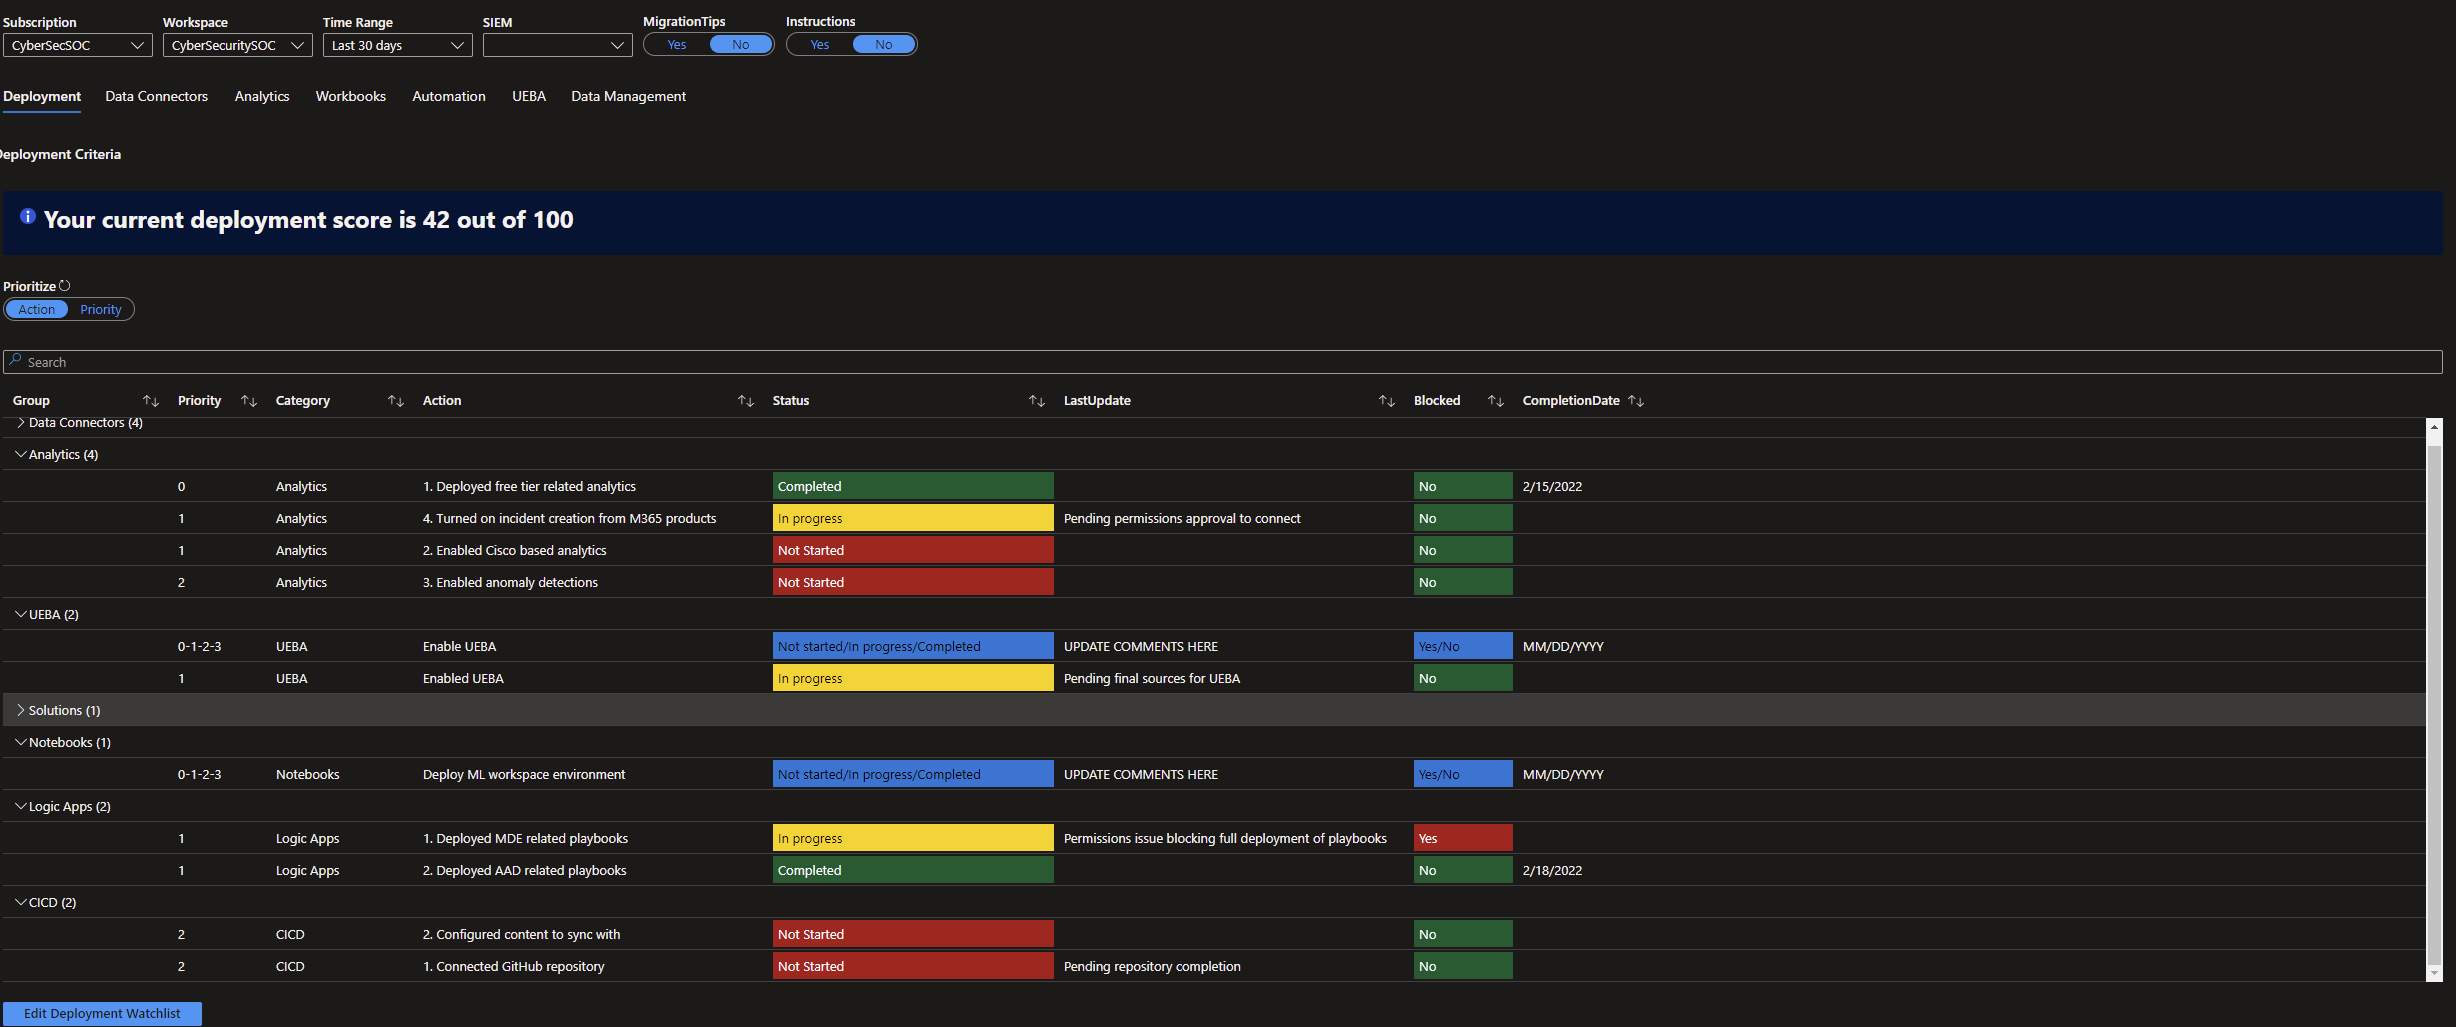 Subscription Workspace Time Range SIEM MigrationTips Instructions
CyberSecSOC CyberSecuritySOC Last 30 days Yes No Yes No
Deployment Data Connectors Analytics Workbooks Automation UEBA Data Management
Deployment Criteria
Your current deployment score is 42 out of 100
Prioritize
Action Priority
Search
Group Priority Category Action Status LastUpdate Blocked CompletionDate
Data Connectors (4)
Analytics (4)
0 Analytics 1. Deployed free tier related analytics Completed No 2/15/2022
1 Analytics 4. Turned on incident creation from M365 products In progress Pending permissions approval to connect No
1 Analytics 2. Enabled Cisco based analytics Not Started No
2 Analytics 3. Enabled anomaly detections Not Started No
UEBA (2)
0-1-2-3 UEBA Enable UEBA Not started/In progress/Completed UPDATE COMMENTS HERE Yes/No MM/DD/YYYY
1 UEBA Enabled UEBA In progress Pending final sources for UEBA No
Solutions (1)
Notebooks (1)
0-1-2-3 Notebooks Deploy ML workspace environment Not started/In progress/Completed UPDATE COMMENTS HERE Yes/No MM/DD/YYYY
Logic Apps (2)
1 Logic Apps 1. Deployed MDE related playbooks In progress Permissions issue blocking full deployment of playbooks Yes
1 Logic Apps 2. Deployed AAD related playbooks Completed No 2/18/2022
CICD (2)
2 CICD 2. Configured content to sync with Not Started No
2 CICD 1. Connected GitHub repository Not Started Pending repository completion No
Edit Deployment Watchlist